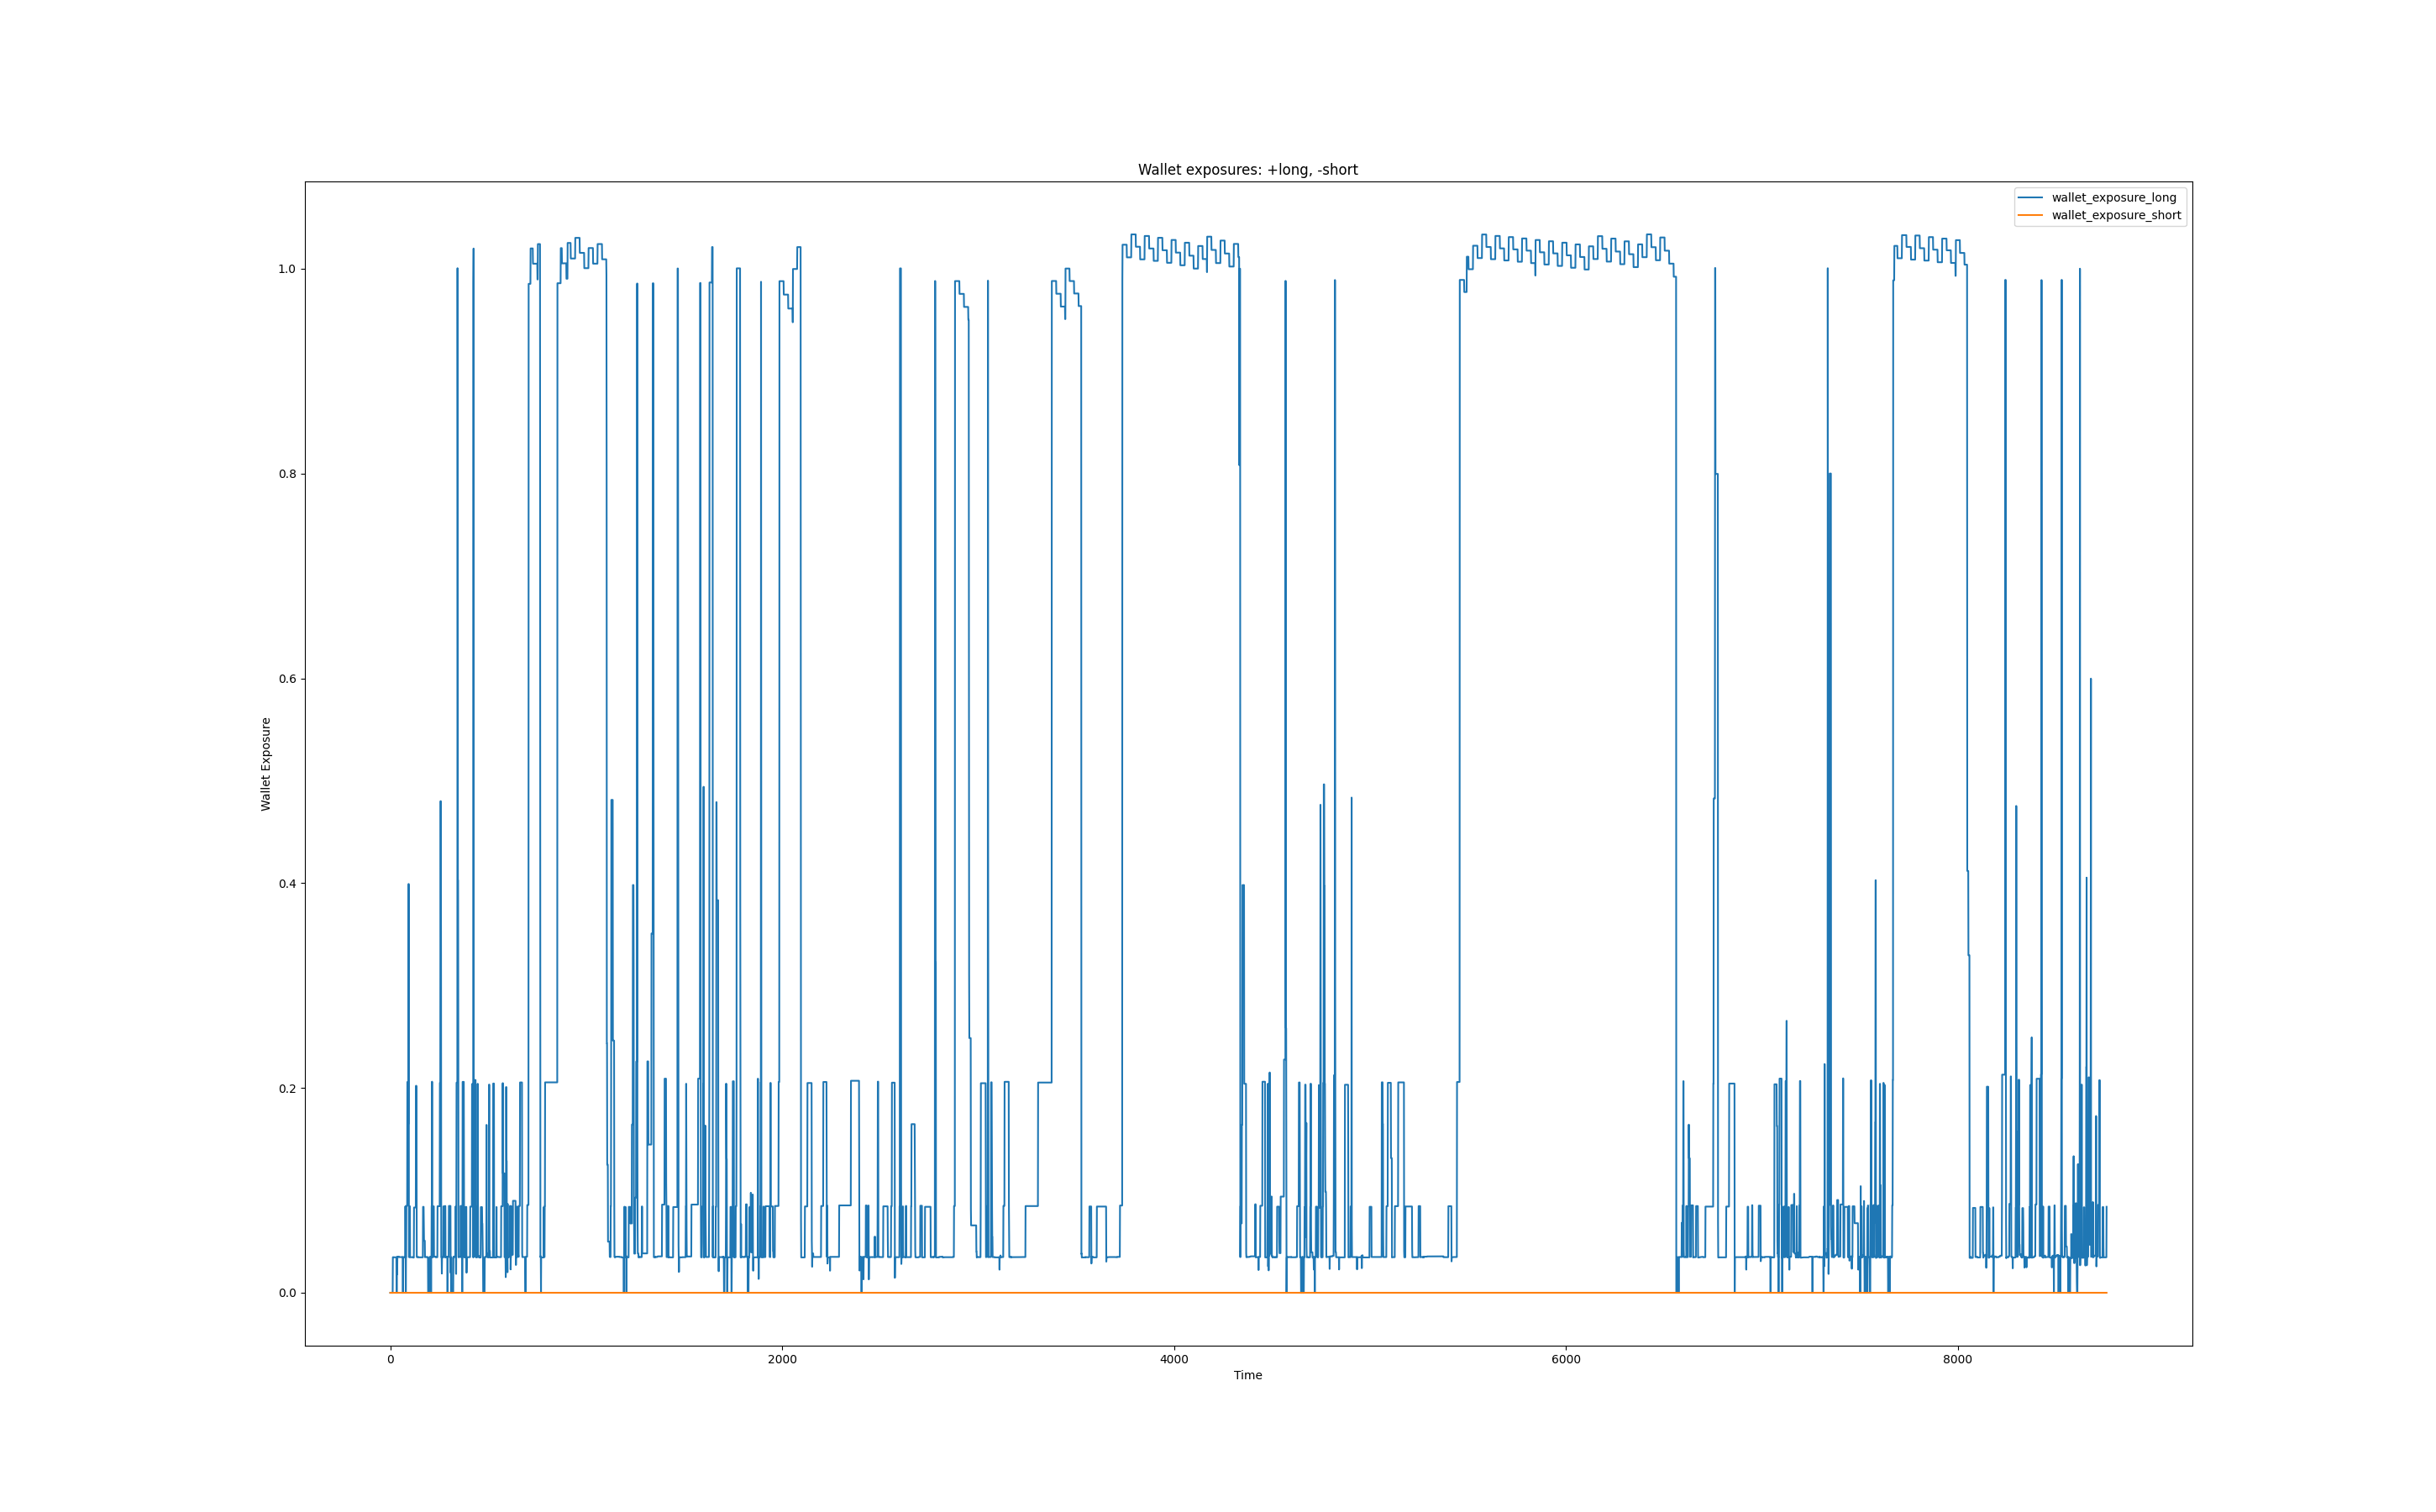 Wallet exposures: +long, -short
wallet_exposure_long
wallet_exposure_short
1.0
0.8
0.6
0.4
0.2
0.0
Wallet Exposure
0 2000 4000 6000 8000
Time